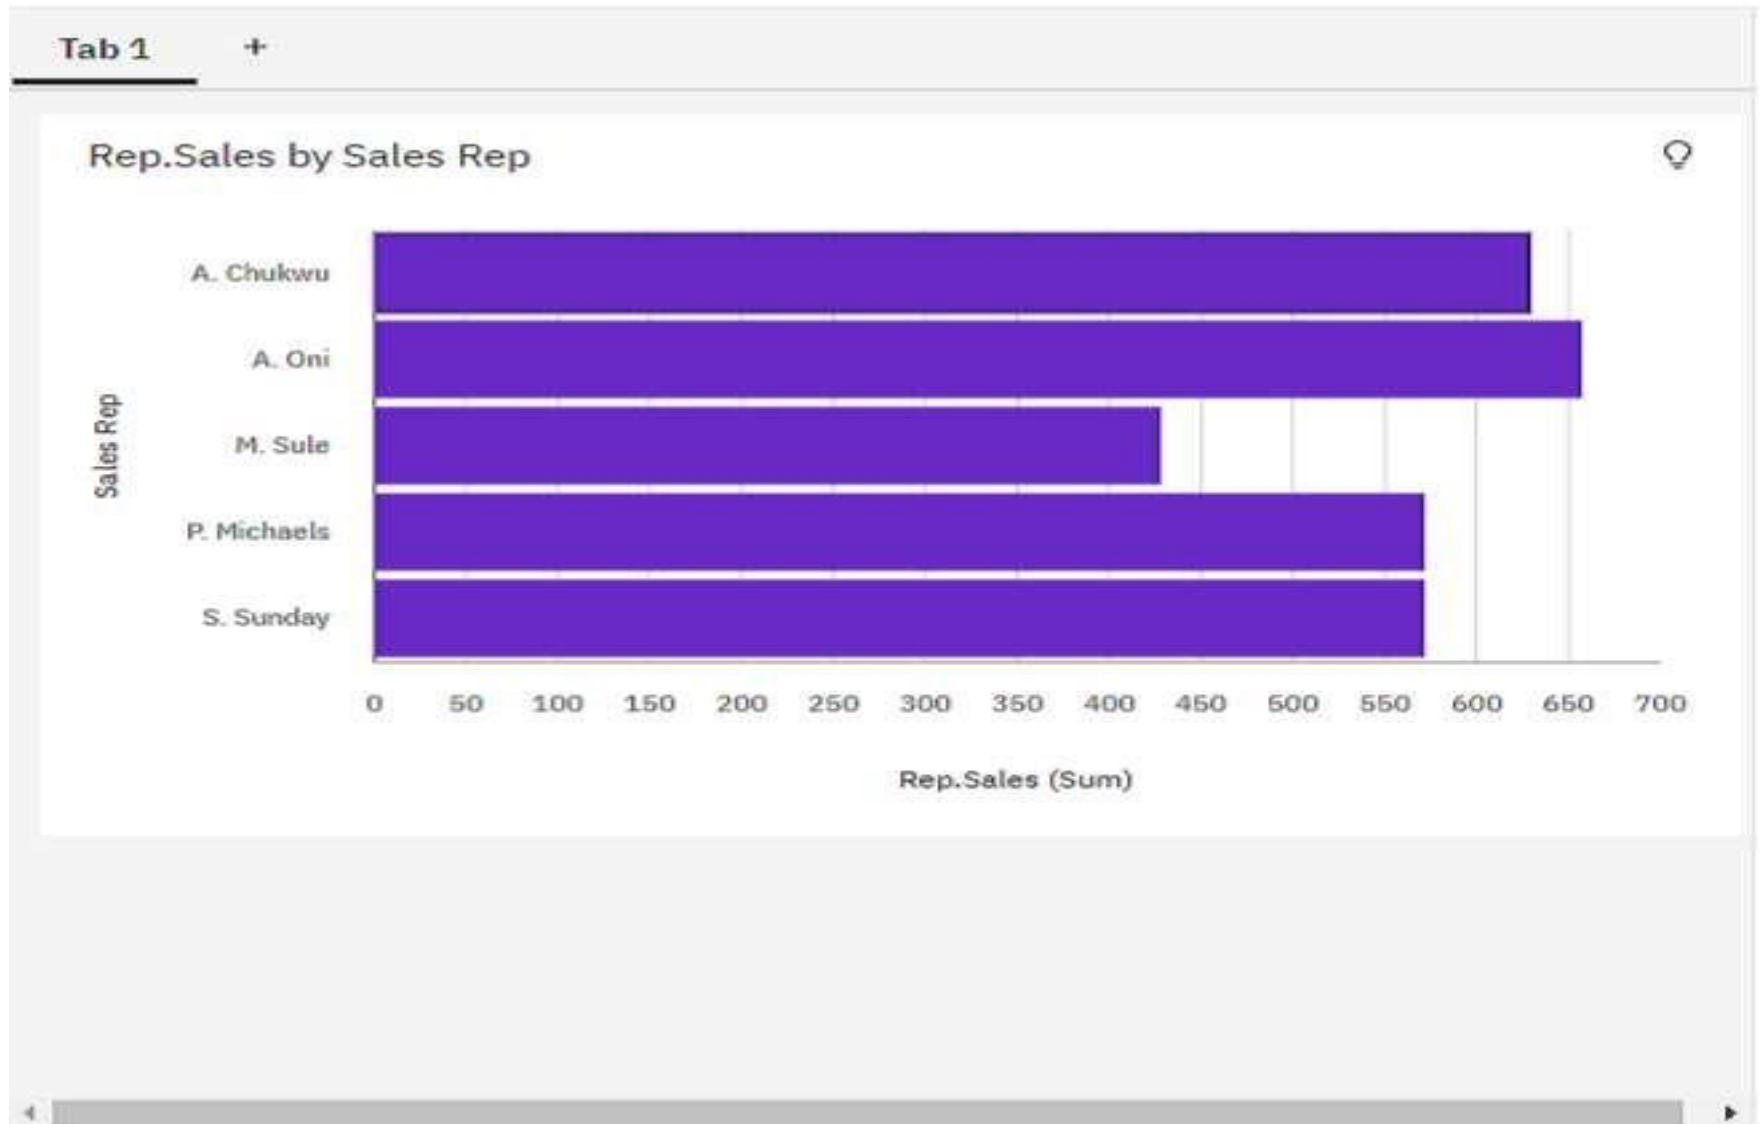 Tab 1 +
Rep.Sales by Sales Rep
Sales Rep
A. Chukwu
A. Oni
M. Sule
P. Michaels
S. Sunday
0 50 100 150 200 250 300 350 400 450 500 550 600 650 700
Rep.Sales (Sum)